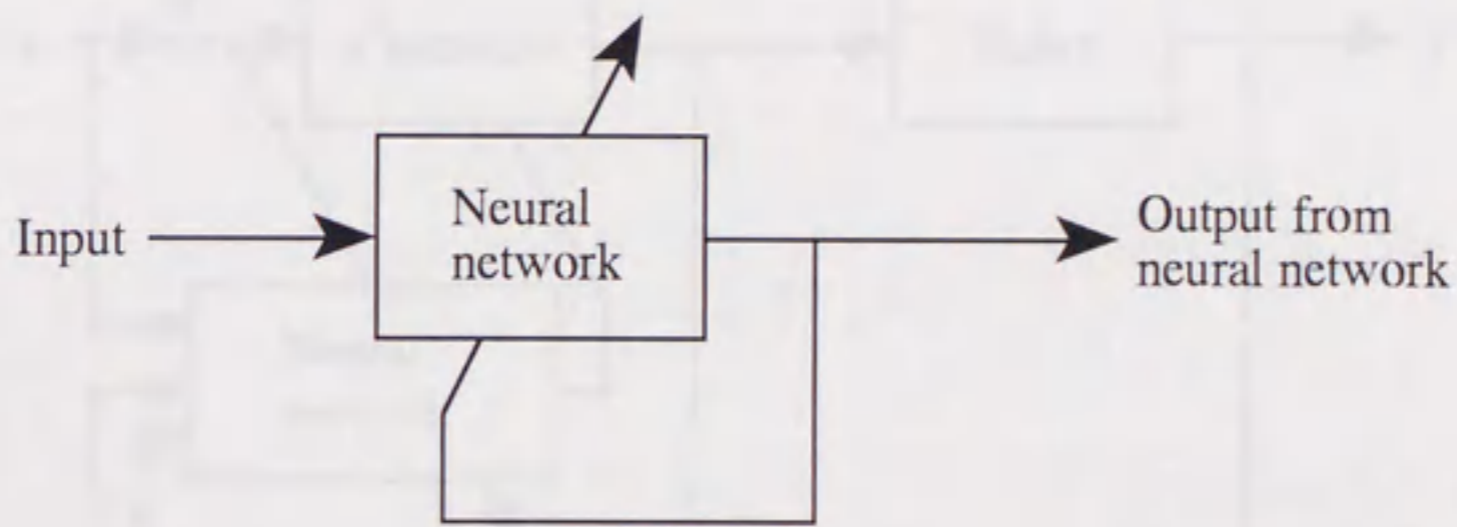 Input
Neural
network
Output from
neural network